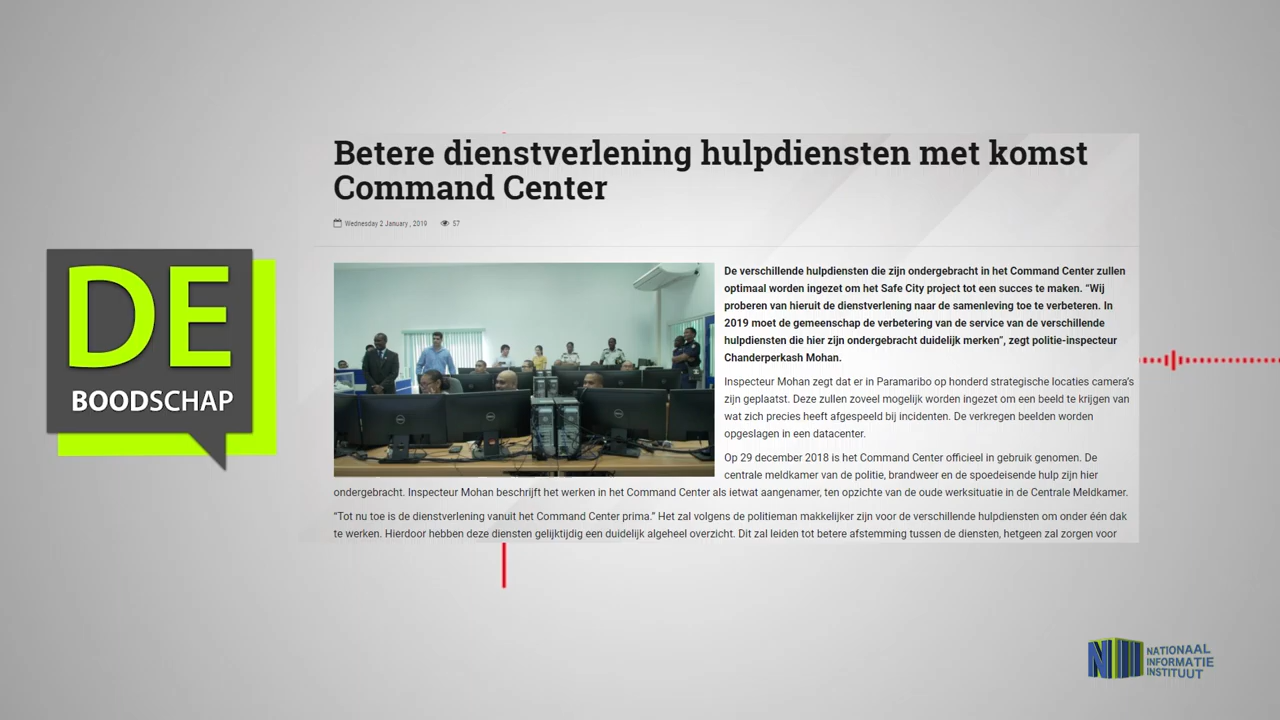 Betere dienstverlening hulpdiensten met komst
Command Center
Wednesday 2 January , 2019 57
DE
BOODSCHAP
De verschillende hulpdiensten die zijn ondergebracht in het Command Center zullen
optimaal worden ingezet om het Safe City project tot een succes te maken. “Wij
proberen van hieruit de dienstverlening naar de samenleving toe te verbeteren. In
2019 moet de gemeenschap de verbetering van de service van de verschillende
hulpdiensten die hier zijn ondergebracht duidelijk merken”, zegt politie-inspecteur
Chanderperkash Mohan.
Inspecteur Mohan zegt dat er in Paramaribo op honderd strategische locaties camera’s
zijn geplaatst. Deze zullen zoveel mogelijk worden ingezet om een beeld te krijgen van
wat zich precies heeft afgespeeld bij incidenten. De verkregen beelden worden
opgeslagen in een datacenter.
Op 29 december 2018 is het Command Center officieel in gebruik genomen. De
centrale meldkamer van de politie, brandweer en de spoedeisende hulp zijn hier
ondergebracht. Inspecteur Mohan beschrijft het werken in het Command Center als ietwat aangenamer, ten opzichte van de oude werksituatie in de Centrale Meldkamer.
“Tot nu toe is de dienstverlening vanuit het Command Center prima.” Het zal volgens de politieman makkelijker zijn voor de verschillende hulpdiensten om onder één dak
te werken. Hierdoor hebben deze diensten gelijktijdig een duidelijk algeheel overzicht. Dit zal leiden tot betere afstemming tussen de diensten, hetgeen zal zorgen voor
NII
NATIONAAL
INFORMATIE
INSTITUUT